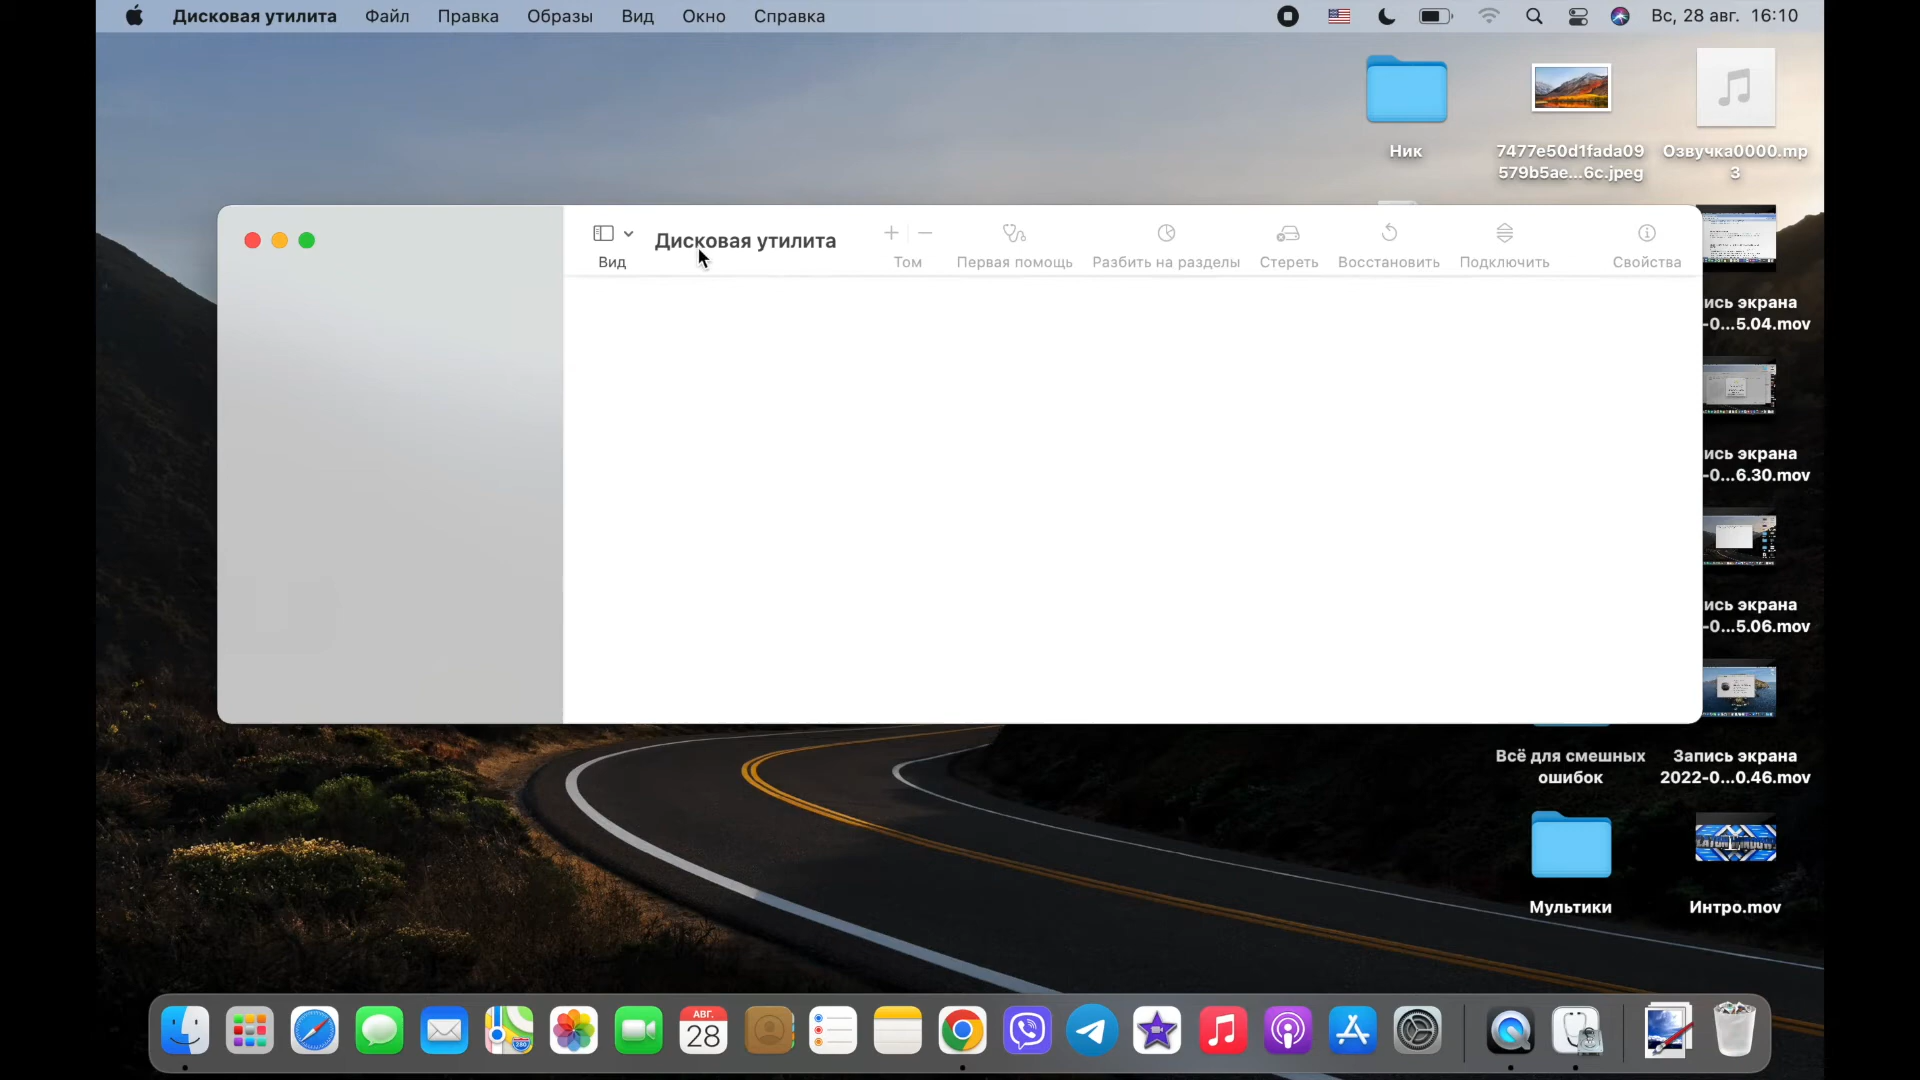 Дисковая утилита Файл Правка Образы Вид Окно Справка Вс, 28 авг. 16:10
Ник
7477e50d1fada09
579b5ae...6c.jpeg
Озвучка0000.mp
3
Дисковая утилита
Вид
Том
Первая помощь
Разбить на разделы
Стереть
Восстановить
Подключить
Свойства
ись экрана
-0...5.04.mov
ись экрана
-0...6.30.mov
ись экрана
-0...5.06.mov
Всё для смешных
ошибок
Запись экрана
2022-0...0.46.mov
Мультики
Интро.mov
АВГ.
28
280